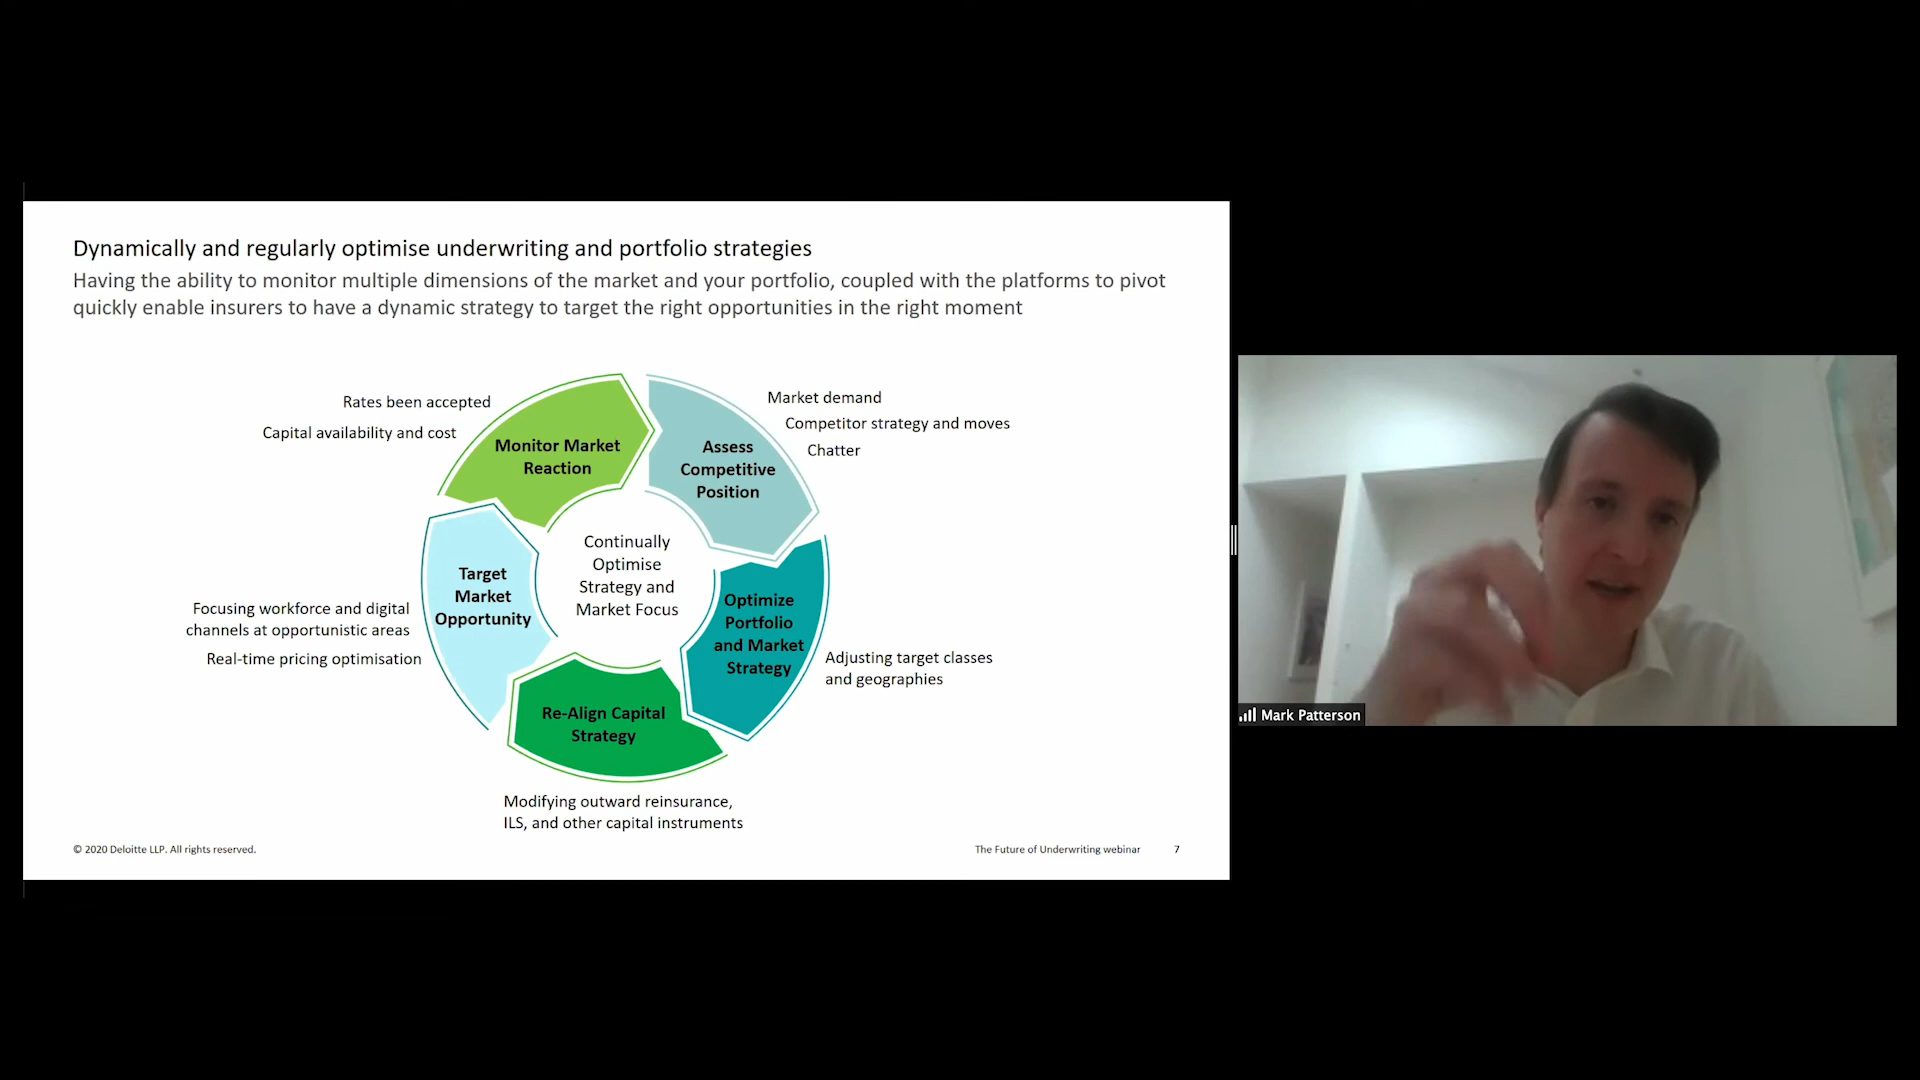 Dynamically and regularly optimise underwriting and portfolio strategies
Having the ability to monitor multiple dimensions of the market and your portfolio, coupled with the platforms to pivot
quickly enable insurers to have a dynamic strategy to target the right opportunities in the right moment
Rates been accepted
Capital availability and cost
Monitor Market
Reaction
Assess
Competitive
Position
Market demand
Competitor strategy and moves
Chatter
Continually
Optimise
Strategy and
Market Focus
Target
Market
Opportunity
Focusing workforce and digital
channels at opportunistic areas
Real-time pricing optimisation
Optimize
Portfolio
and Market
Strategy
Adjusting target classes
and geographies
Re-Align Capital
Strategy
Modifying outward reinsurance,
ILS, and other capital instruments
© 2020 Deloitte LLP. All rights reserved.
The Future of Underwriting webinar
7
Mark Patterson